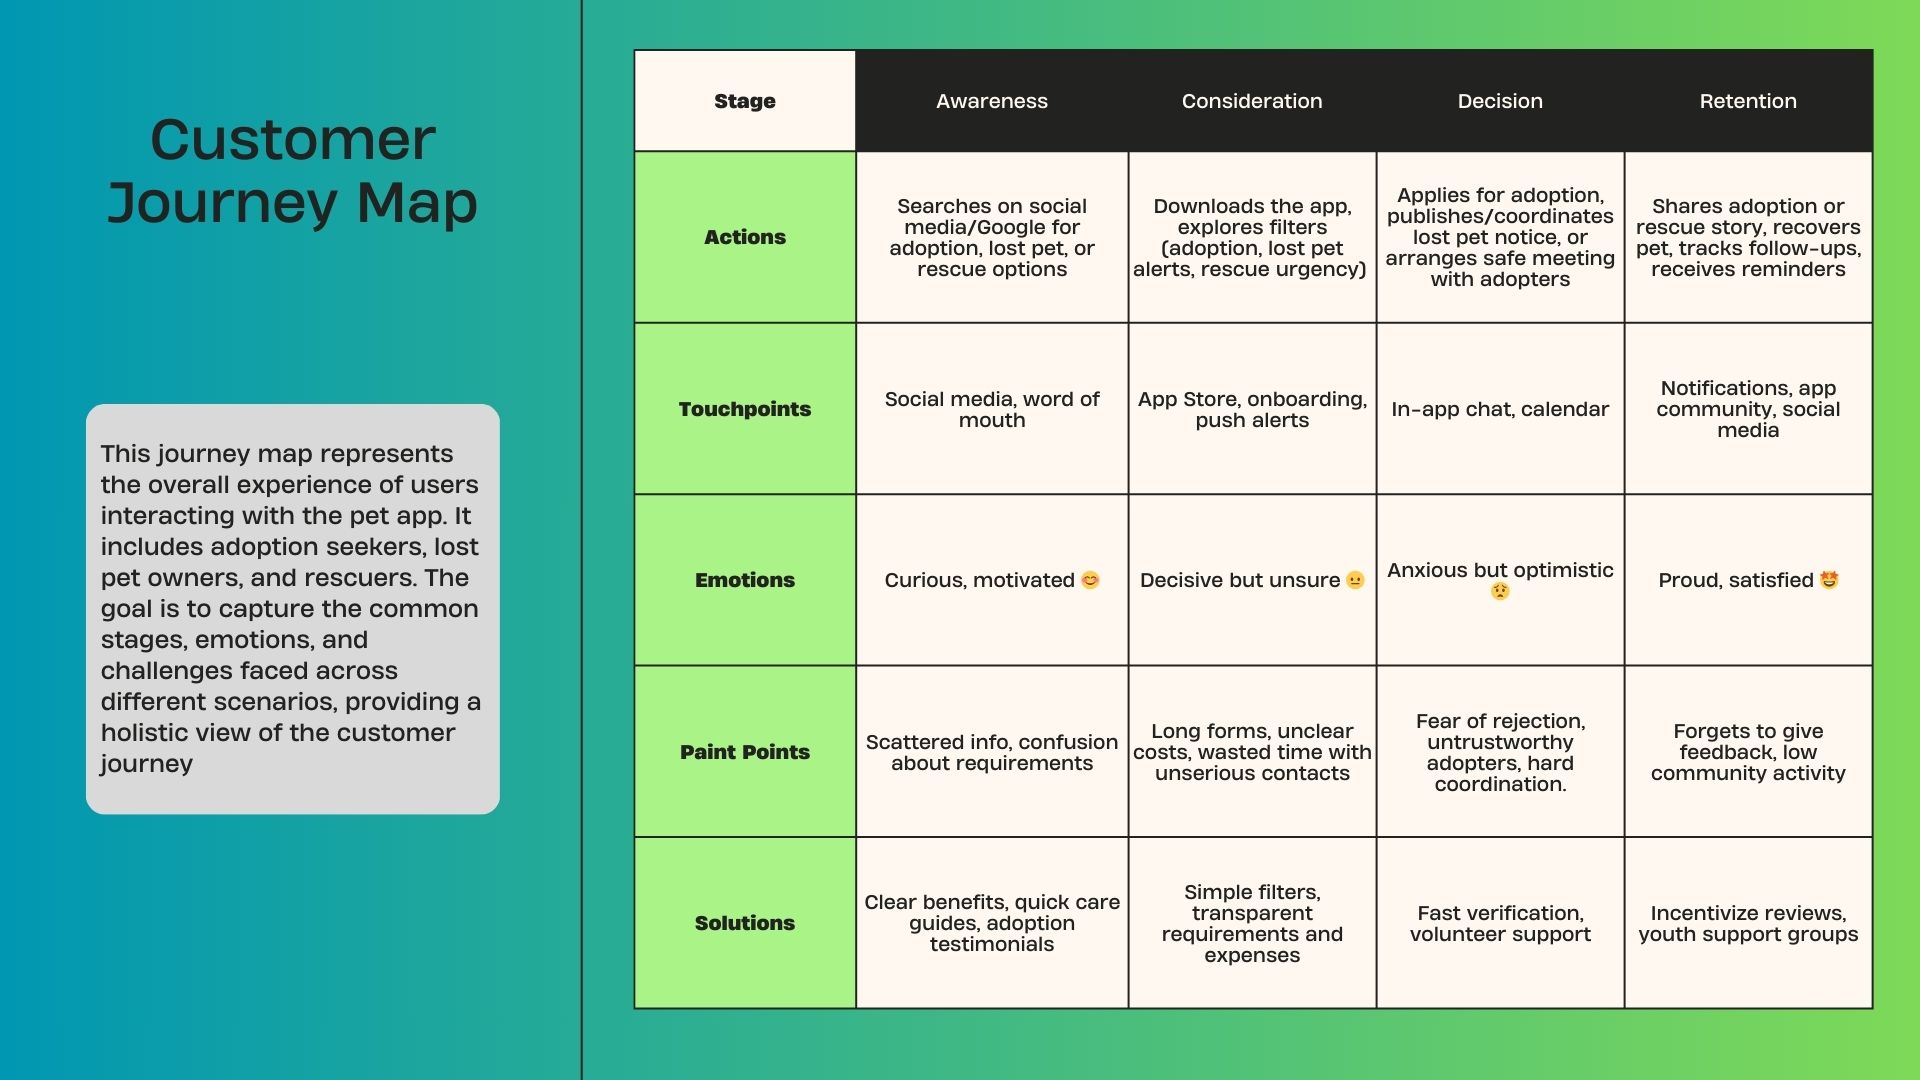 Customer
Journey Map
This journey map represents
the overall experience of users
interacting with the pet app. It
includes adoption seekers, lost
pet owners, and rescuers. The
goal is to capture the common
stages, emotions, and
challenges faced across
different scenarios, providing a
holistic view of the customer
journey
Stage
Awareness
Consideration
Decision
Retention
Actions
Searches on social
media/Google for
adoption, lost pet, or
rescue options
Downloads the app,
explores filters
(adoption, lost pet
alerts, rescue urgency)
Applies for adoption,
publishes/coordinates
lost pet notice, or
arranges safe meeting
with adopters
Shares adoption or
rescue story, recovers
pet, tracks follow-ups,
receives reminders
Touchpoints
Social media, word of
mouth
App Store, onboarding,
push alerts
In-app chat, calendar
Notifications, app
community, social
media
Emotions
Curious, motivated 😊
Decisive but unsure 😐
Anxious but optimistic
😟
Proud, satisfied 🤩
Paint Points
Scattered info, confusion
about requirements
Long forms, unclear
costs, wasted time with
unserious contacts
Fear of rejection,
untrustworthy
adopters, hard
coordination.
Forgets to give
feedback, low
community activity
Solutions
Clear benefits, quick care
guides, adoption
testimonials
Simple filters,
transparent
requirements and
expenses
Fast verification,
volunteer support
Incentivize reviews,
youth support groups